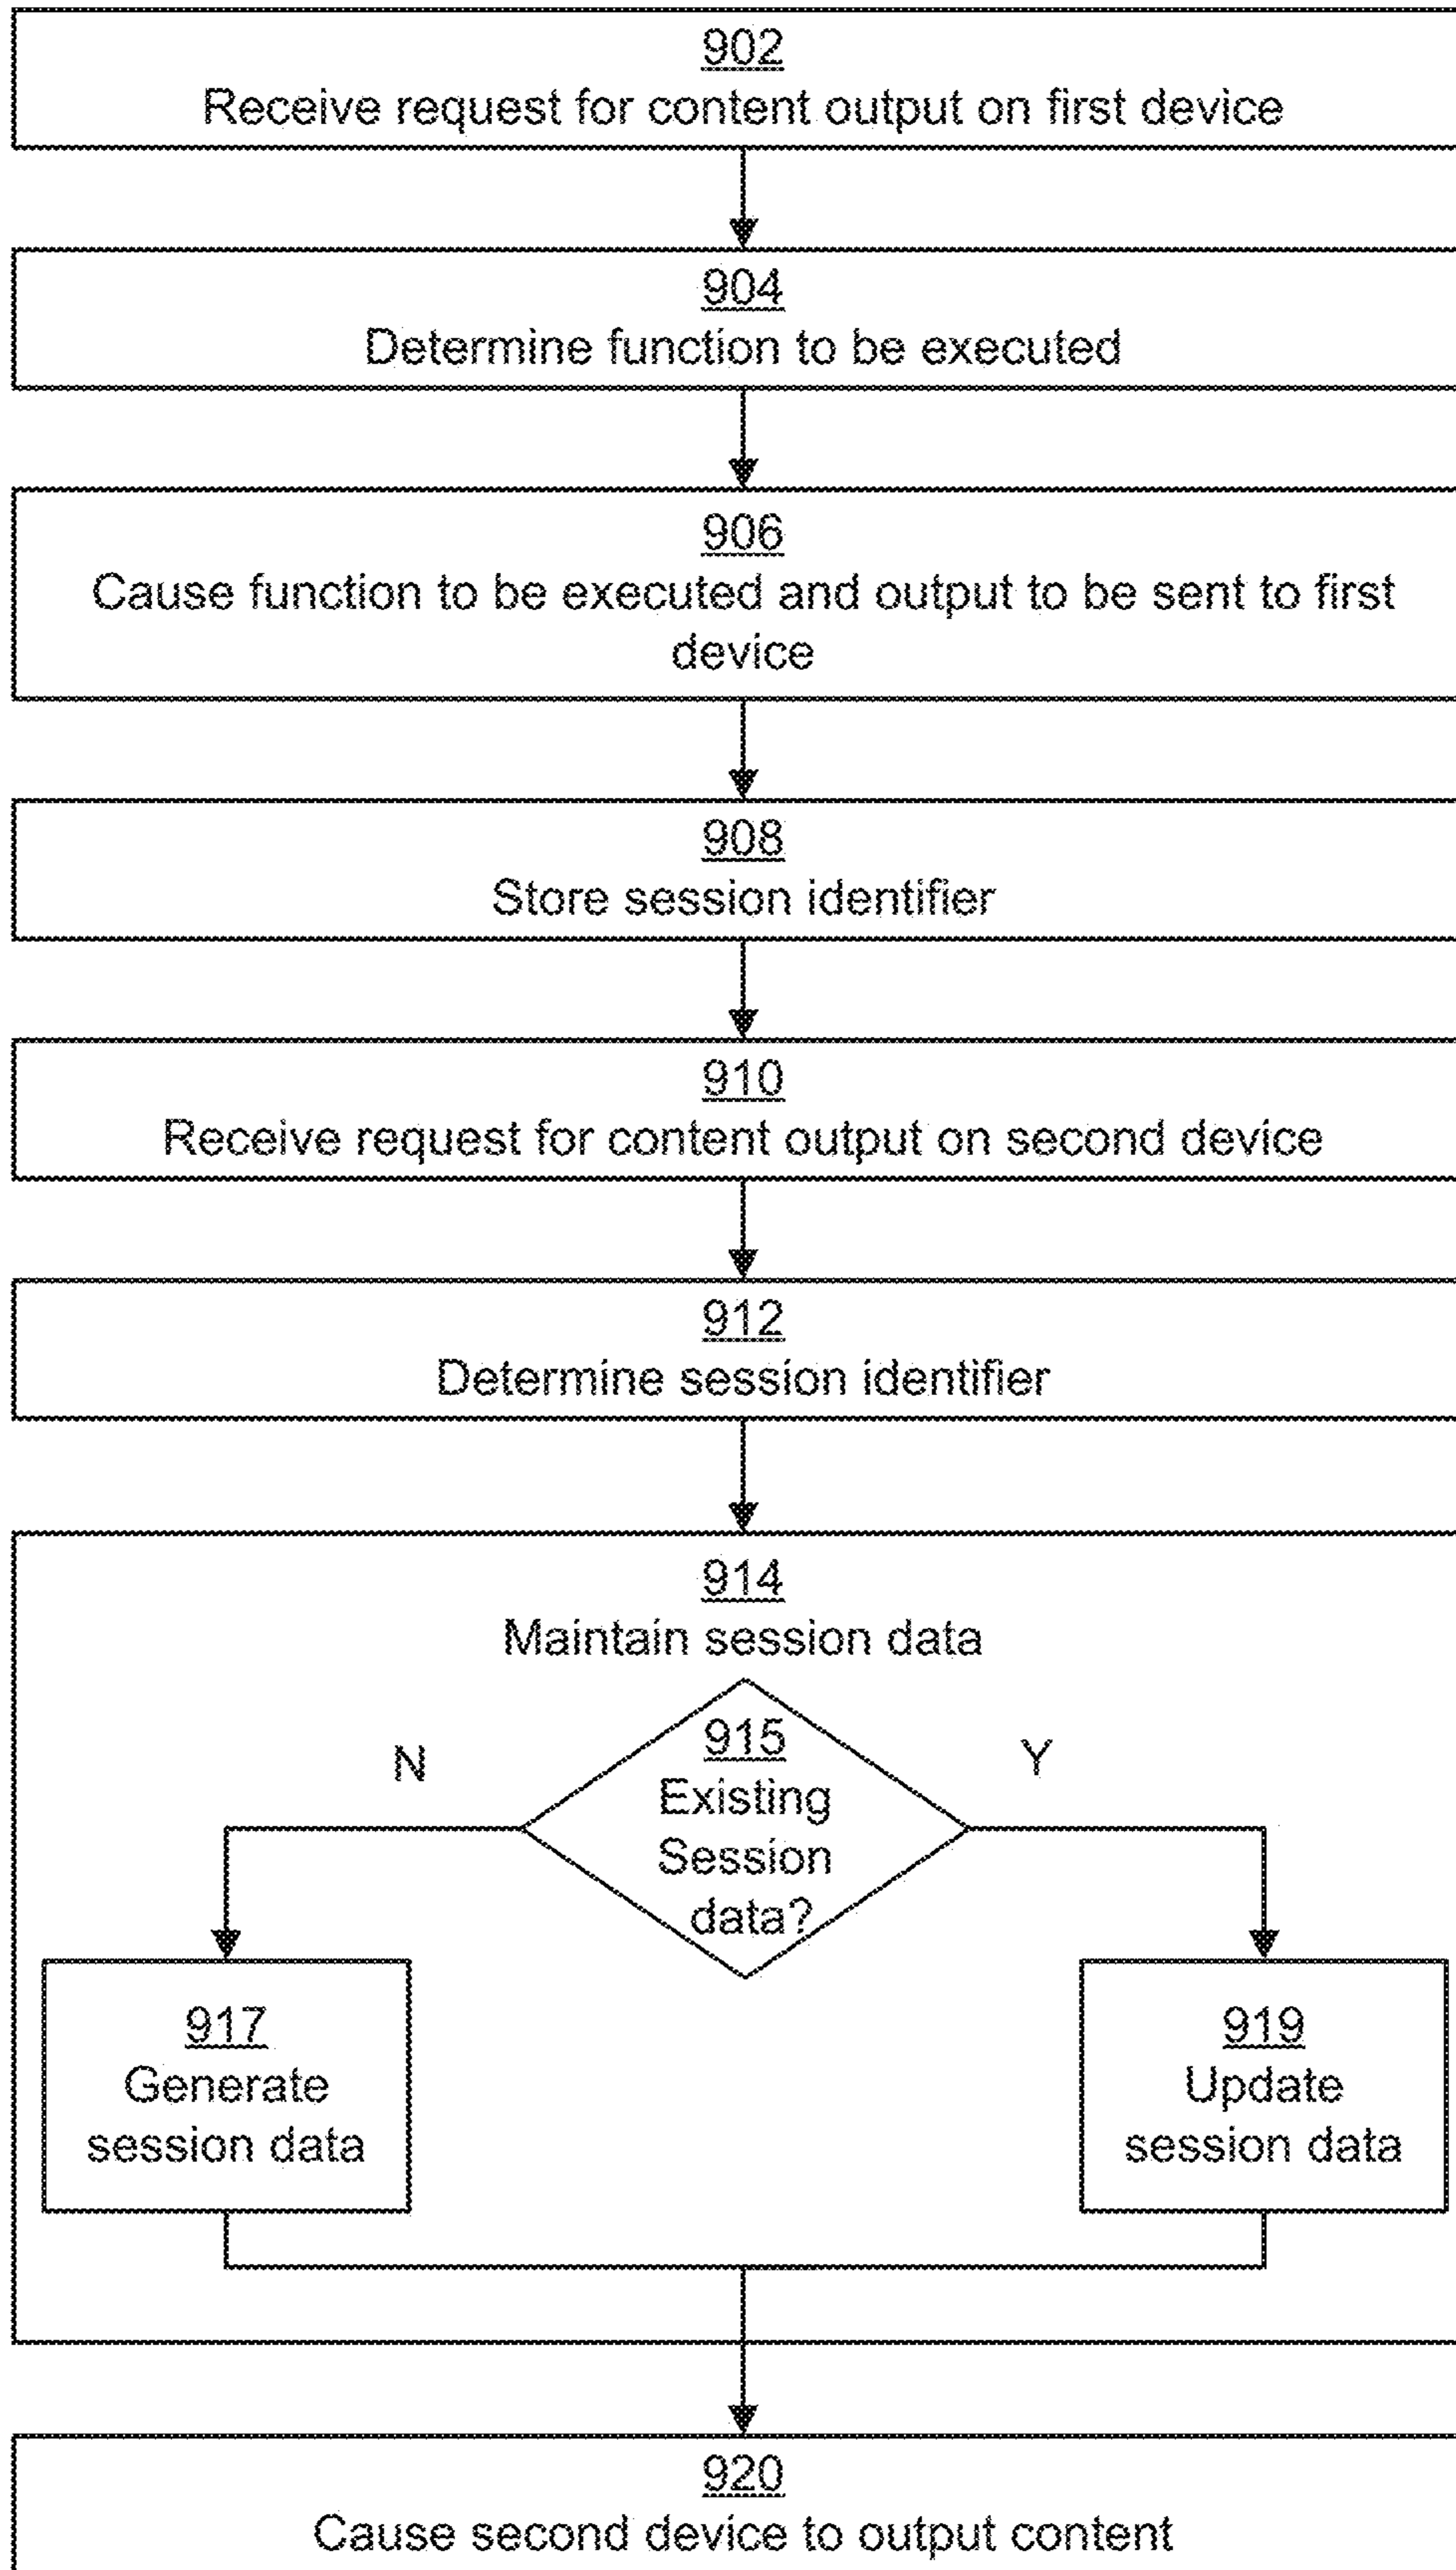 902
Receive request for content output on first device
904
Determine function to be executed
906
Cause function to be executed and output to be sent to first
device
908
Store session identifier
910
Receive request for content output on second device
912
Determine session identifier
914
Maintain session data
N
915
Y
Existing
Session
data?
917
Generate
session data
919
Update
session data
920
Cause second device to output content